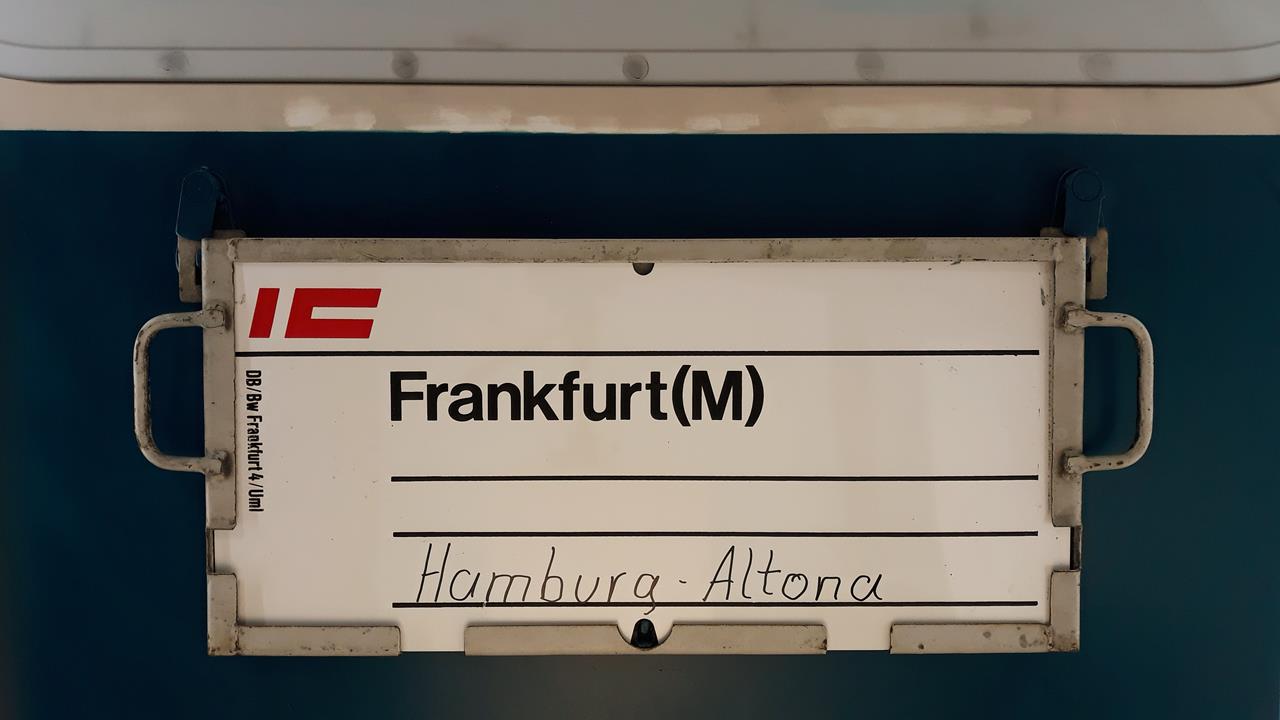 IC
Frankfurt(M)
DB/Bw Frankfurt 4/Uml
Hamburg-Altona